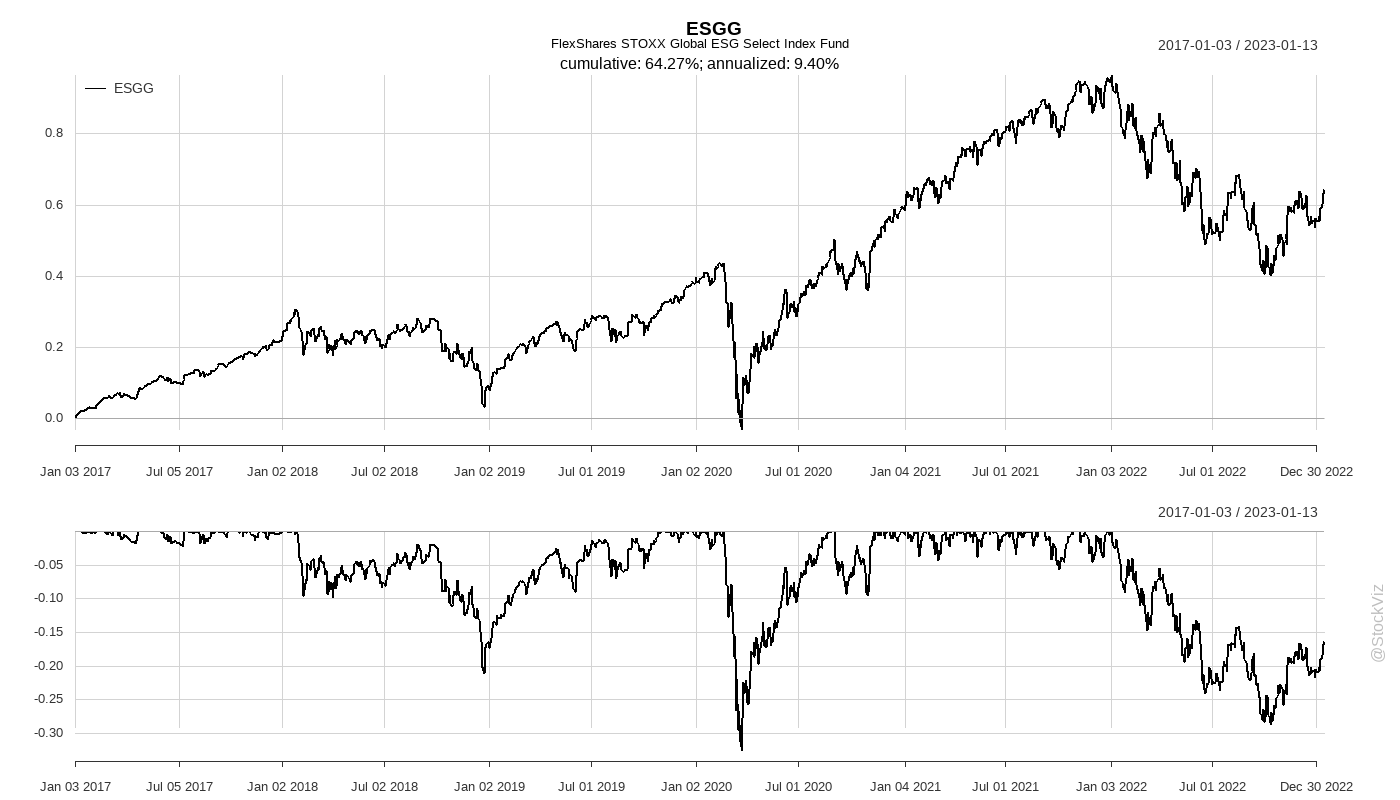 ESGG
FlexShares STOXX Global ESG Select Index Fund
2017-01-03 / 2023-01-13
cumulative: 64.27%; annualized: 9.40%
ESGG
0.8
0.6
0.4
0.2
0.0
Jan 03 2017 Jul 05 2017 Jan 02 2018 Jul 02 2018 Jan 02 2019 Jul 01 2019 Jan 02 2020 Jul 01 2020 Jan 04 2021 Jul 01 2021 Jan 03 2022 Jul 01 2022 Dec 30 2022
2017-01-03 / 2023-01-13
-0.05
-0.10
-0.15
-0.20
-0.25
-0.30
Jan 03 2017 Jul 05 2017 Jan 02 2018 Jul 02 2018 Jan 02 2019 Jul 01 2019 Jan 02 2020 Jul 01 2020 Jan 04 2021 Jul 01 2021 Jan 03 2022 Jul 01 2022 Dec 30 2022
@StockViz